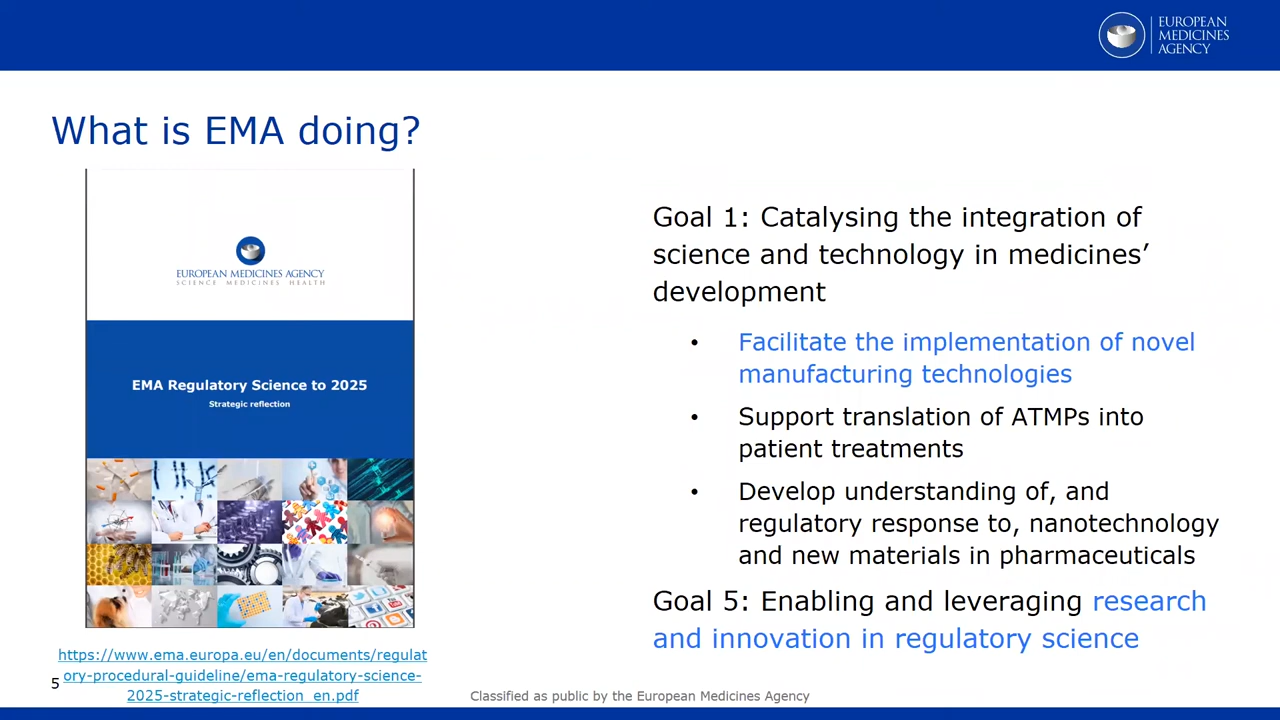 EUROPEAN
MEDICINES
AGENCY
What is EMA doing?
EUROPEAN MEDICINES AGENCY
SCIENCE MEDICINES HEALTH
EMA Regulatory Science to 2025
Strategic reflection
https://www.ema.europa.eu/en/documents/regulat
ory-procedural-guideline/ema-regulatory-science-
2025-strategic-reflection_en.pdf
Goal 1: Catalysing the integration of
science and technology in medicines’
development
• Facilitate the implementation of novel
manufacturing technologies
• Support translation of ATMPs into
patient treatments
• Develop understanding of, and
regulatory response to, nanotechnology
and new materials in pharmaceuticals
Goal 5: Enabling and leveraging research
and innovation in regulatory science
5
Classified as public by the European Medicines Agency